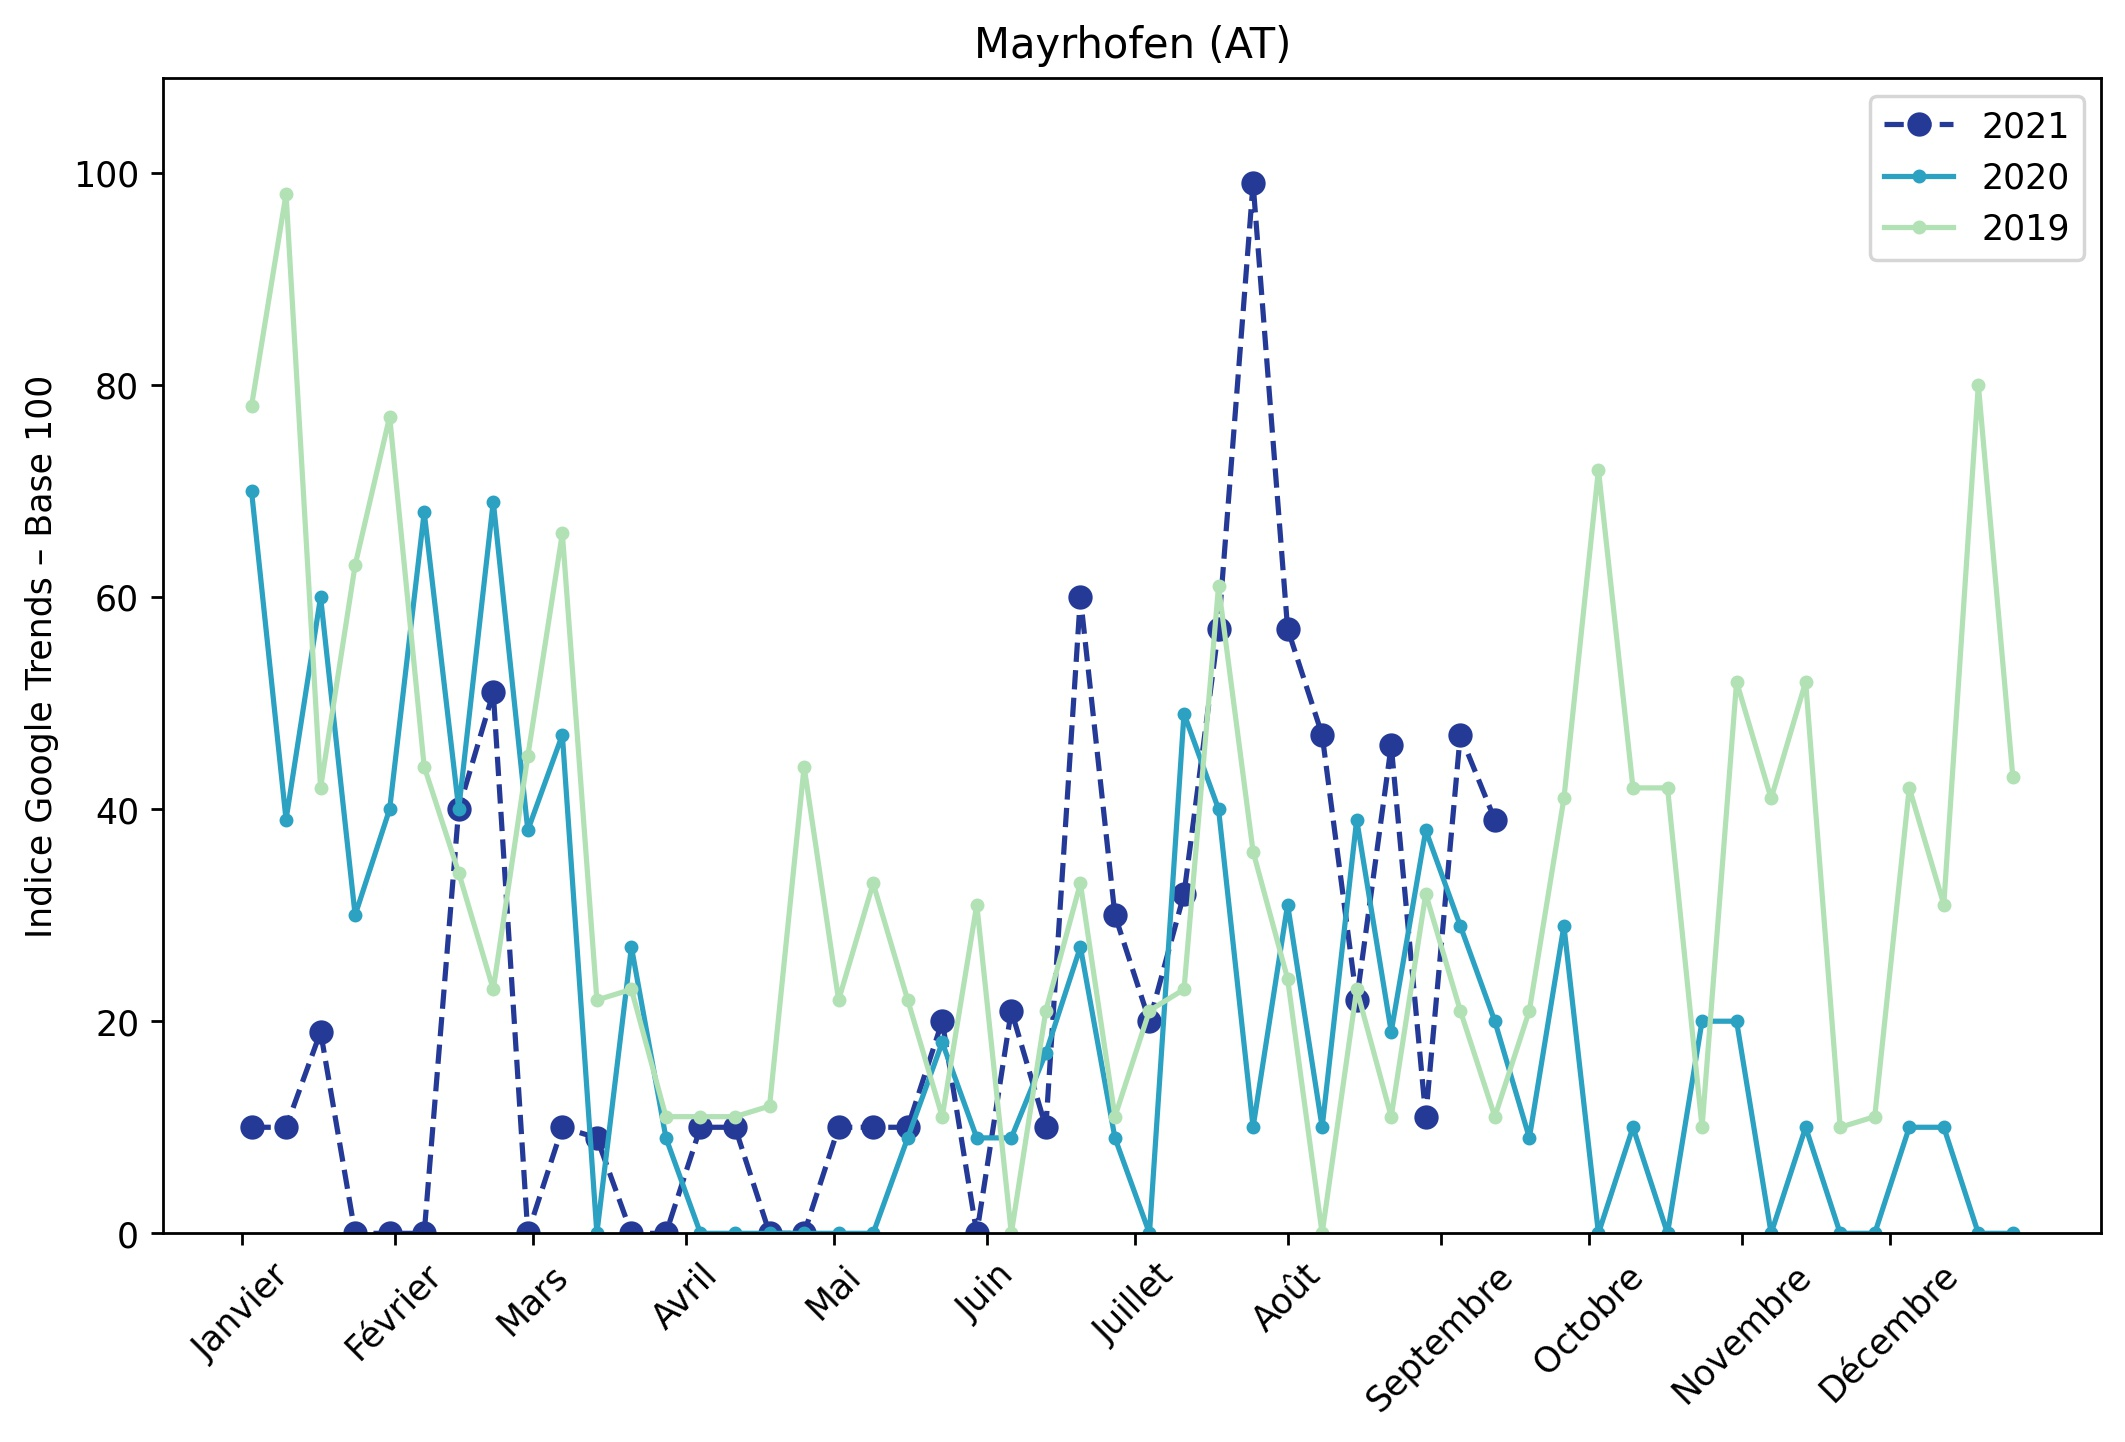 Mayrhofen (AT)
2021
2020
2019
Indice Google Trends – Base 100
100
80
60
40
20
0
Janvier
Février
Mars
Avril
Mai
Juin
Juillet
Août
Septembre
Octobre
Novembre
Décembre